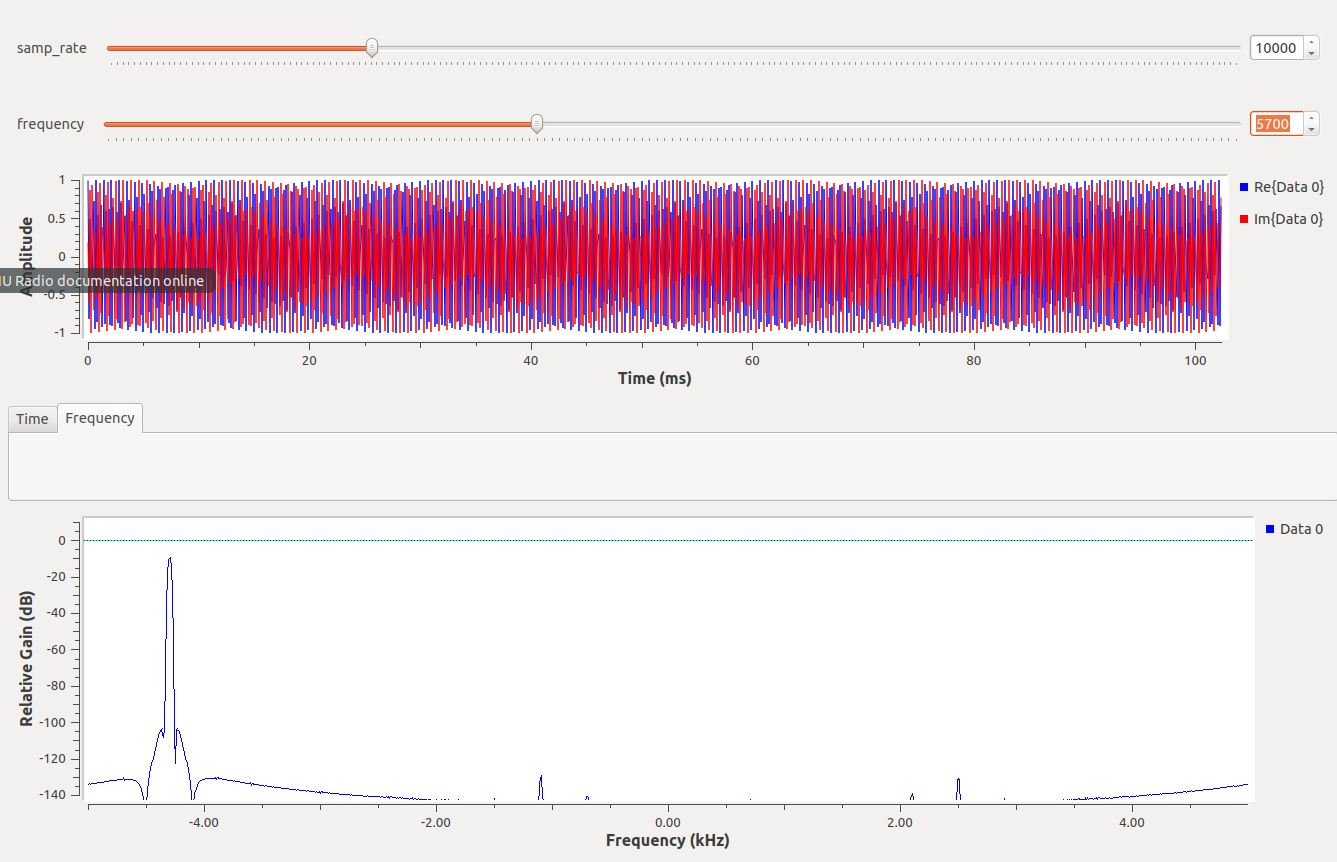 samp_rate 10000
frequency 5700
1
0.5
0
-0.5
-1
Amplitude
Re{Data 0}
Im{Data 0}
NU Radio documentation online
0 20 40 60 80 100
Time (ms)
Time Frequency
0
-20
-40
-60
-80
-100
-120
-140
Relative Gain (dB)
Data 0
-4.00 -2.00 0.00 2.00 4.00
Frequency (kHz)